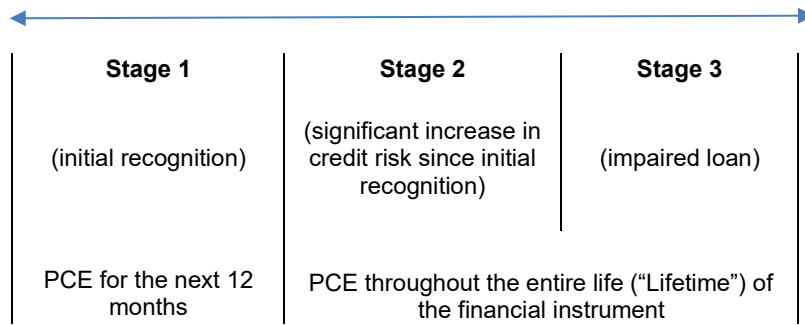 Stage 1
(initial recognition)
PCE for the next 12
months
Stage 2
(significant increase in
credit risk since initial
recognition)
Stage 3
(impaired loan)
PCE throughout the entire life (“Lifetime”) of
the financial instrument